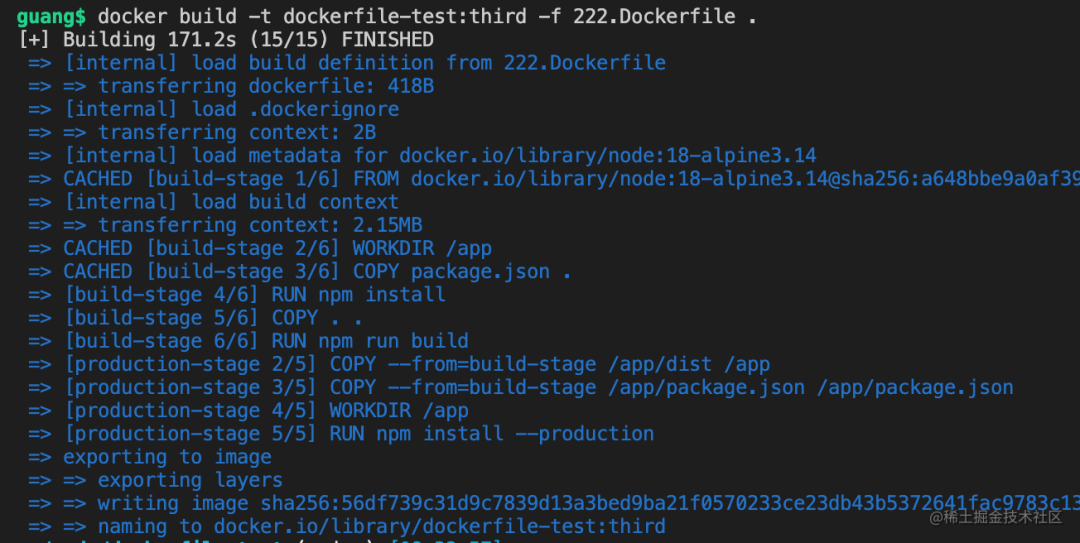 guang$ docker build -t dockerfile-test:third -f 222.Dockerfile .
[+] Building 171.2s (15/15) FINISHED
=> [internal] load build definition from 222.Dockerfile
=> => transferring dockerfile: 418B
=> [internal] load .dockerignore
=> => transferring context: 2B
=> [internal] load metadata for docker.io/library/node:18-alpine3.14
=> CACHED [build-stage 1/6] FROM docker.io/library/node:18-alpine3.14@sha256:a648bbe9a0af39
=> [internal] load build context
=> => transferring context: 2.15MB
=> CACHED [build-stage 2/6] WORKDIR /app
=> CACHED [build-stage 3/6] COPY package.json .
=> [build-stage 4/6] RUN npm install
=> [build-stage 5/6] COPY . .
=> [build-stage 6/6] RUN npm run build
=> [production-stage 2/5] COPY --from=build-stage /app/dist /app
=> [production-stage 3/5] COPY --from=build-stage /app/package.json /app/package.json
=> [production-stage 4/5] WORKDIR /app
=> [production-stage 5/5] RUN npm install --production
=> exporting to image
=> => exporting layers
=> => writing image sha256:56df739c31d9c7839d13a3bed9ba21f0570233ce23db43b5372641fac9783c13
=> => naming to docker.io/library/dockerfile-test:third
@稀土掘金技术社区